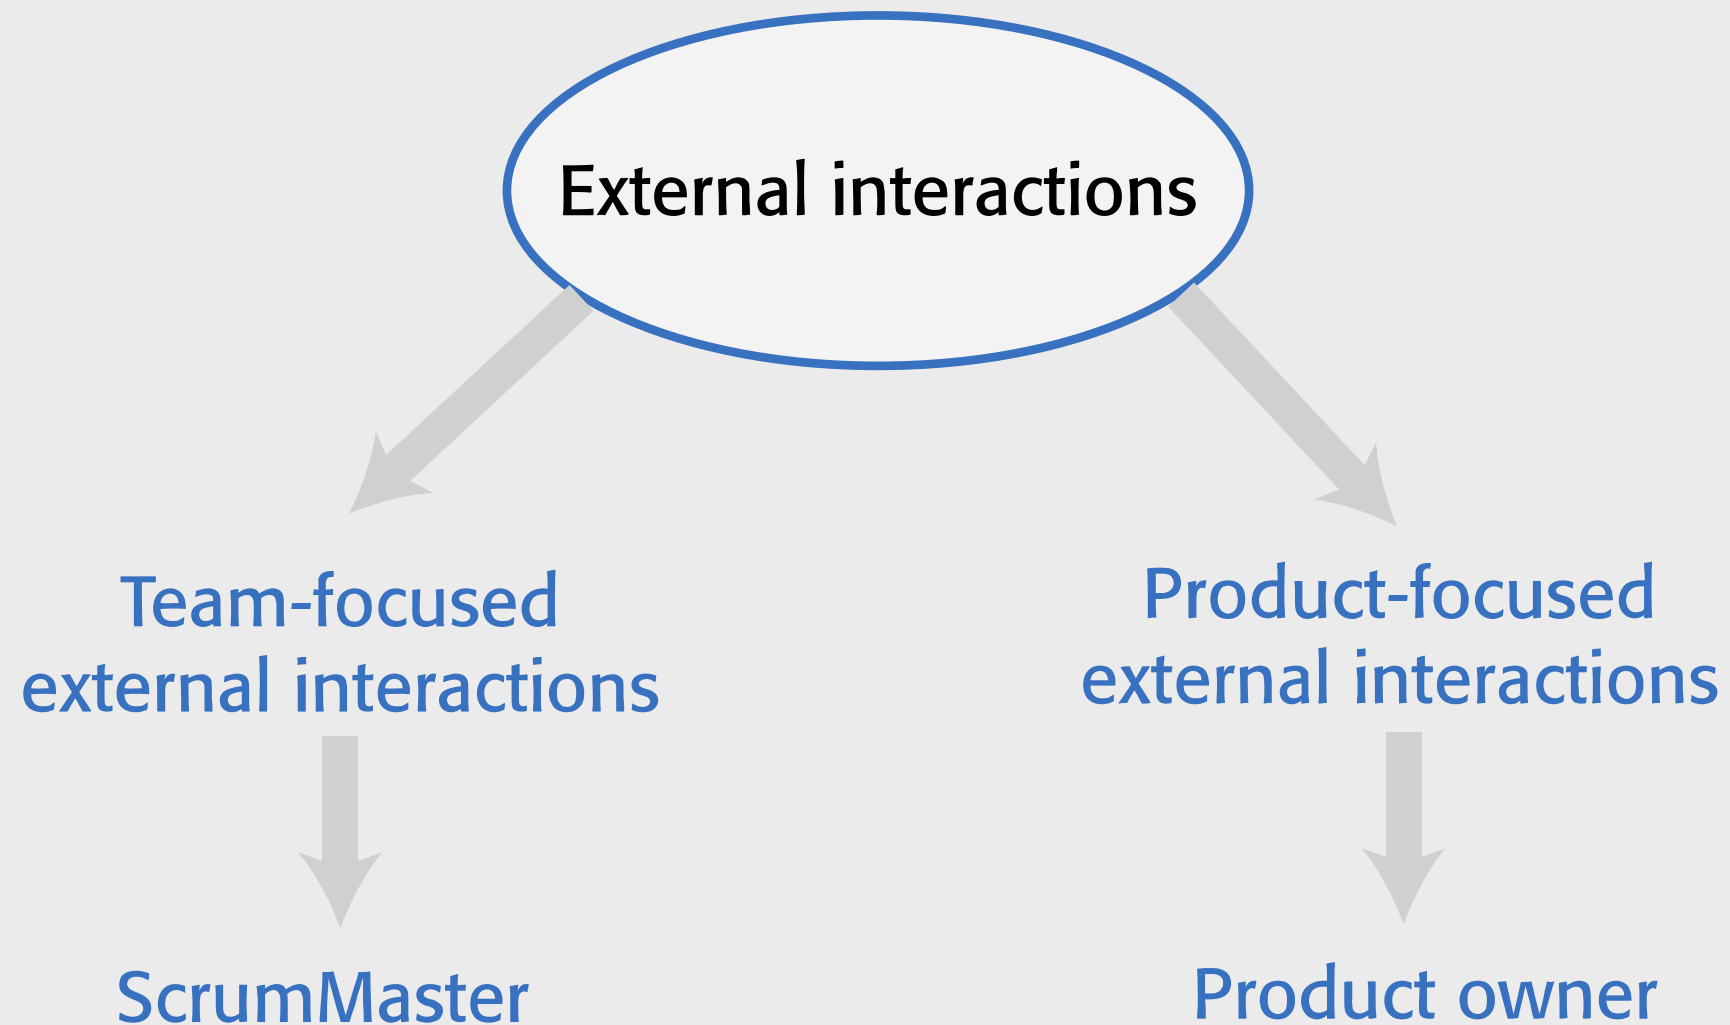 External interactions
Team-focused
external interactions
Product-focused
external interactions
ScrumMaster
Product owner